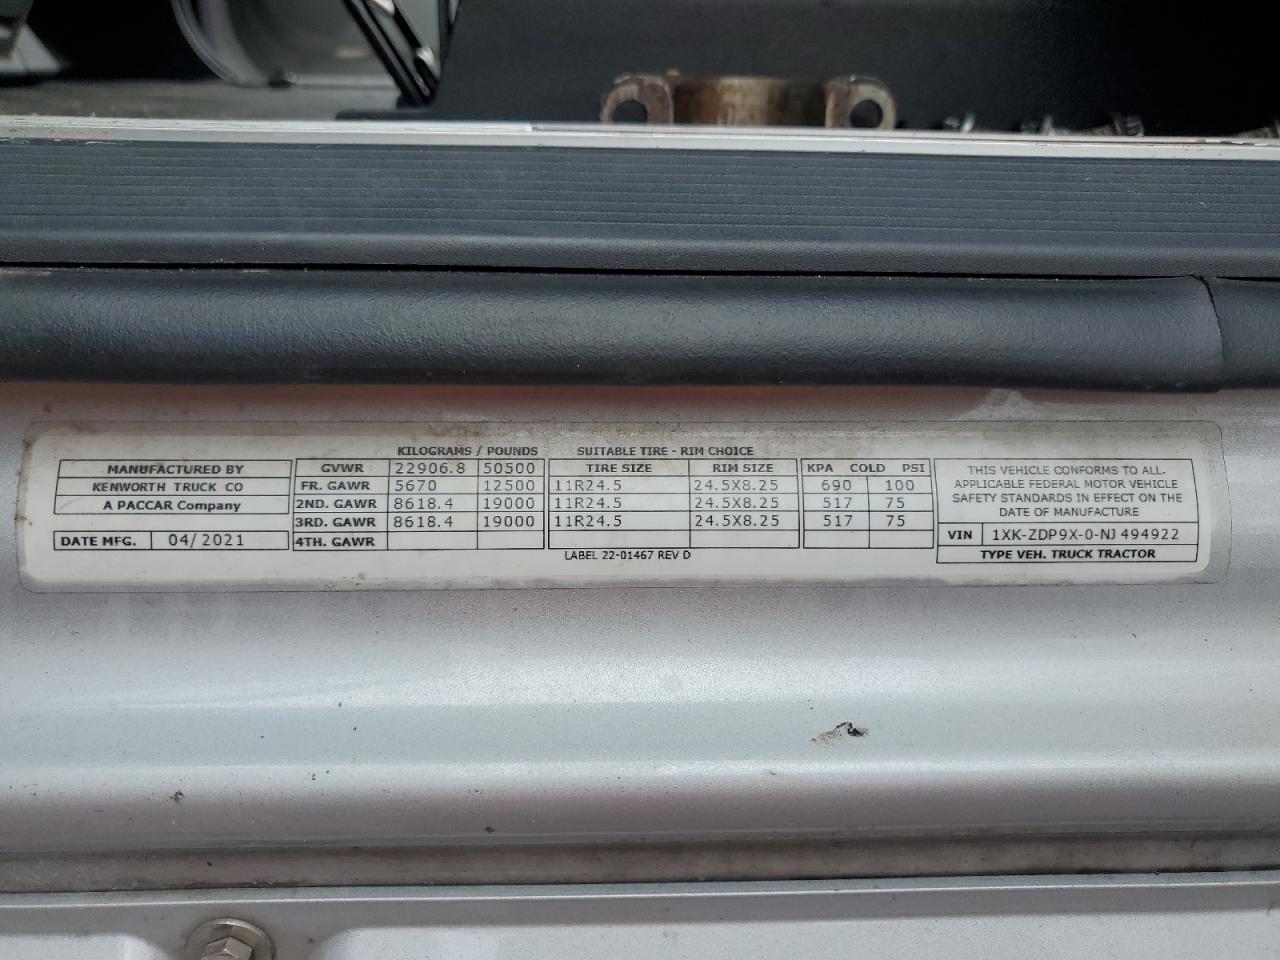 KILOGRAMS / POUNDS SUITABLE TIRE - RIM CHOICE
MANUFACTURED BY
KENWORTH TRUCK CO
A PACCAR Company
DATE MFG. 04/2021
GVWR 22906.8 50500 TIRE SIZE RIM SIZE KPA COLD PSI
FR. GAWR 5670 12500 11R24.5 24.5X8.25 690 100
2ND. GAWR 8618.4 19000 11R24.5 24.5X8.25 517 75
3RD. GAWR 8618.4 19000 11R24.5 24.5X8.25 517 75
4TH. GAWR
LABEL 22-01467 REV D
THIS VEHICLE CONFORMS TO ALL.
APPLICABLE FEDERAL MOTOR VEHICLE
SAFETY STANDARDS IN EFFECT ON THE
DATE OF MANUFACTURE
VIN 1XK-ZDP9X-0-NJ 494922
TYPE VEH. TRUCK TRACTOR